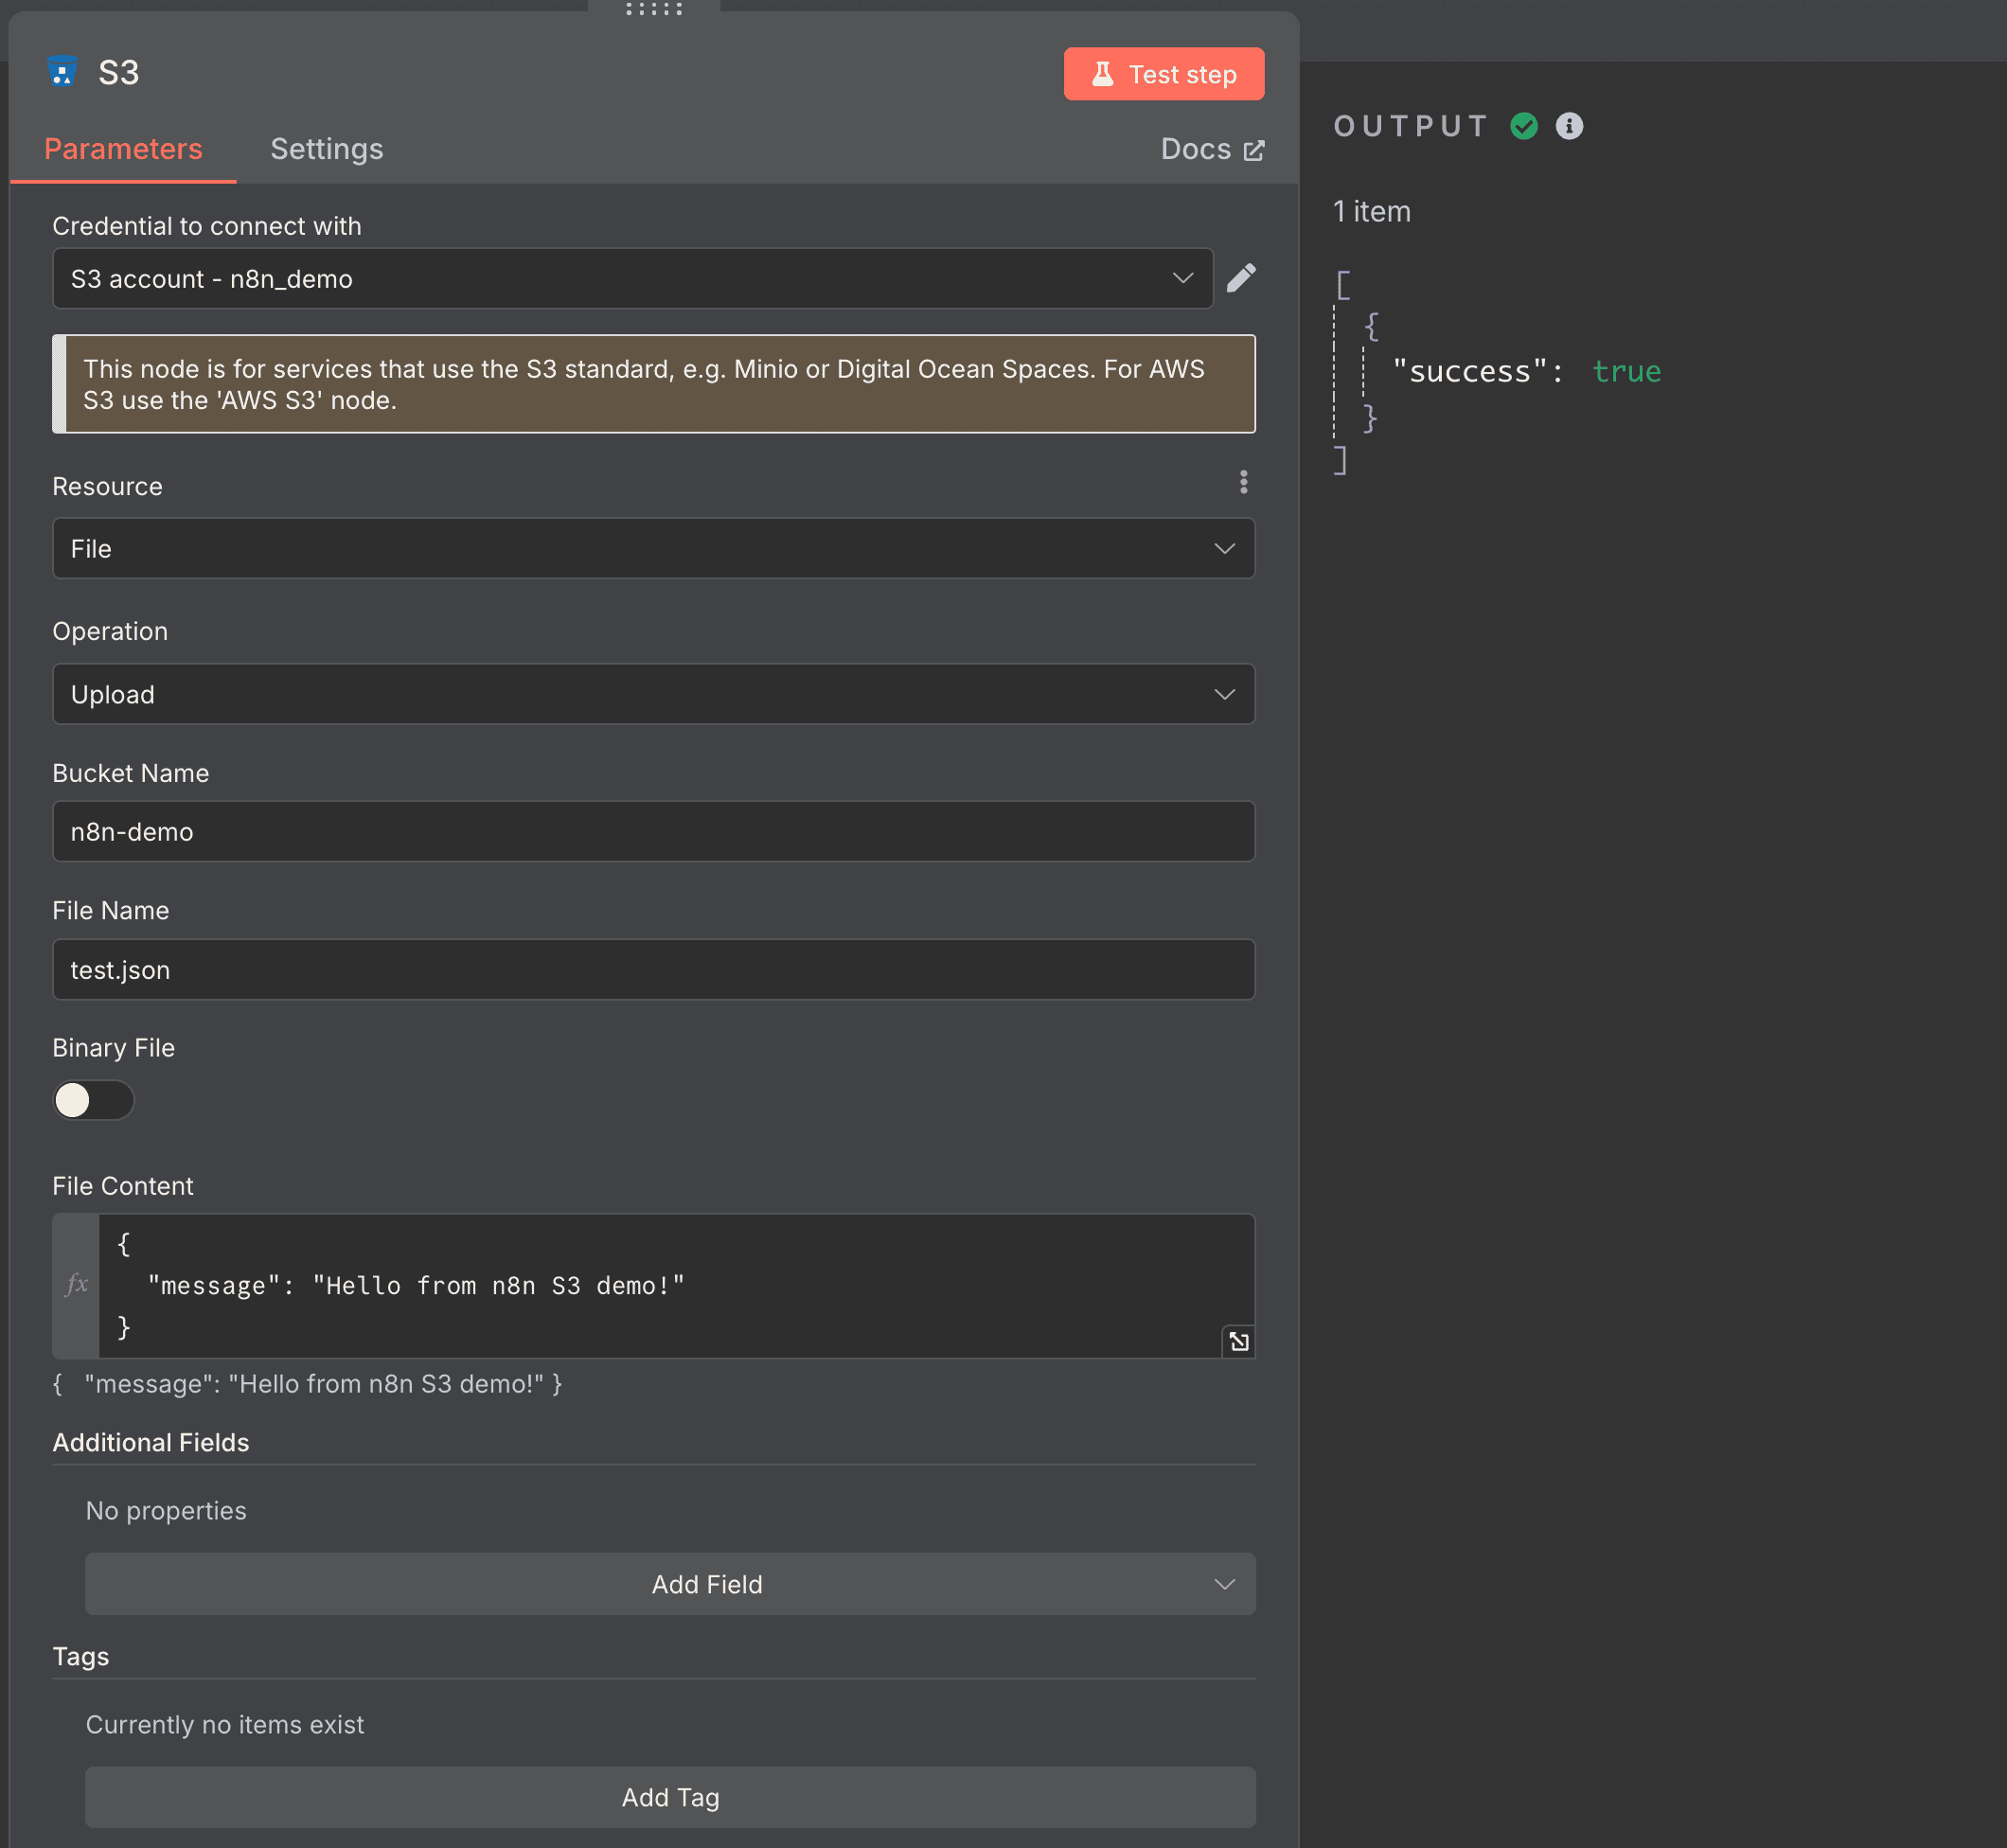 S3
Test step
Parameters
Settings
Docs
Credential to connect with
S3 account - n8n_demo
This node is for services that use the S3 standard, e.g. Minio or Digital Ocean Spaces. For AWS
S3 use the 'AWS S3' node.
Resource
File
Operation
Upload
Bucket Name
n8n-demo
File Name
test.json
Binary File
File Content
fx
{
"message": "Hello from n8n S3 demo!"
}
{ "message": "Hello from n8n S3 demo!" }
Additional Fields
No properties
Add Field
Tags
Currently no items exist
Add Tag
OUTPUT
1 item
[
{
"success": true
}
]